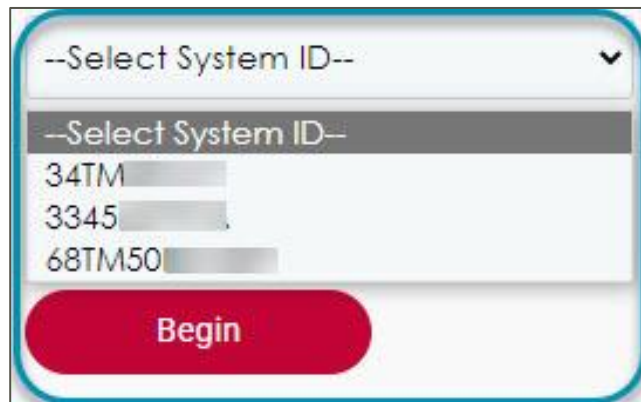 --Select System ID--
--Select System ID--
34TM
3345
68TM50
Begin